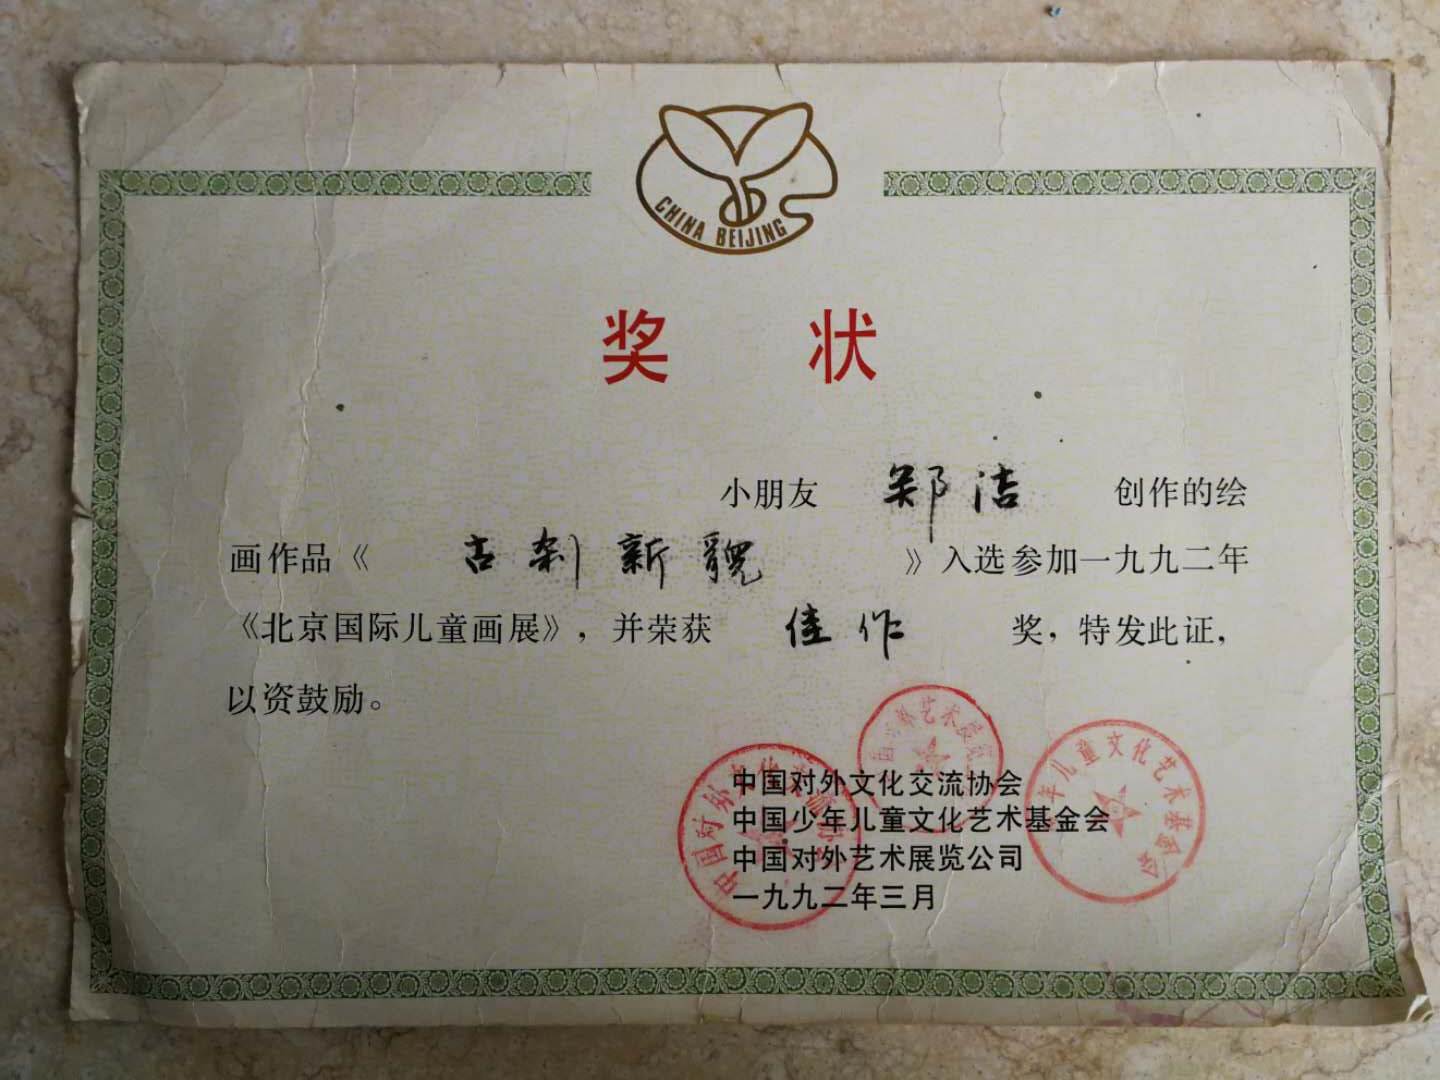 CHINA BEIJING
奖 状
小朋友 郑洁 创作的绘
画作品《 古刹新貌 》入选参加一九九二年
《北京国际儿童画展》，并荣获 佳作 奖，特发此证，
以资鼓励。
中国对外文化交流协会
中国少年儿童文化艺术基金会
中国对外艺术展览公司
一九九二年三月